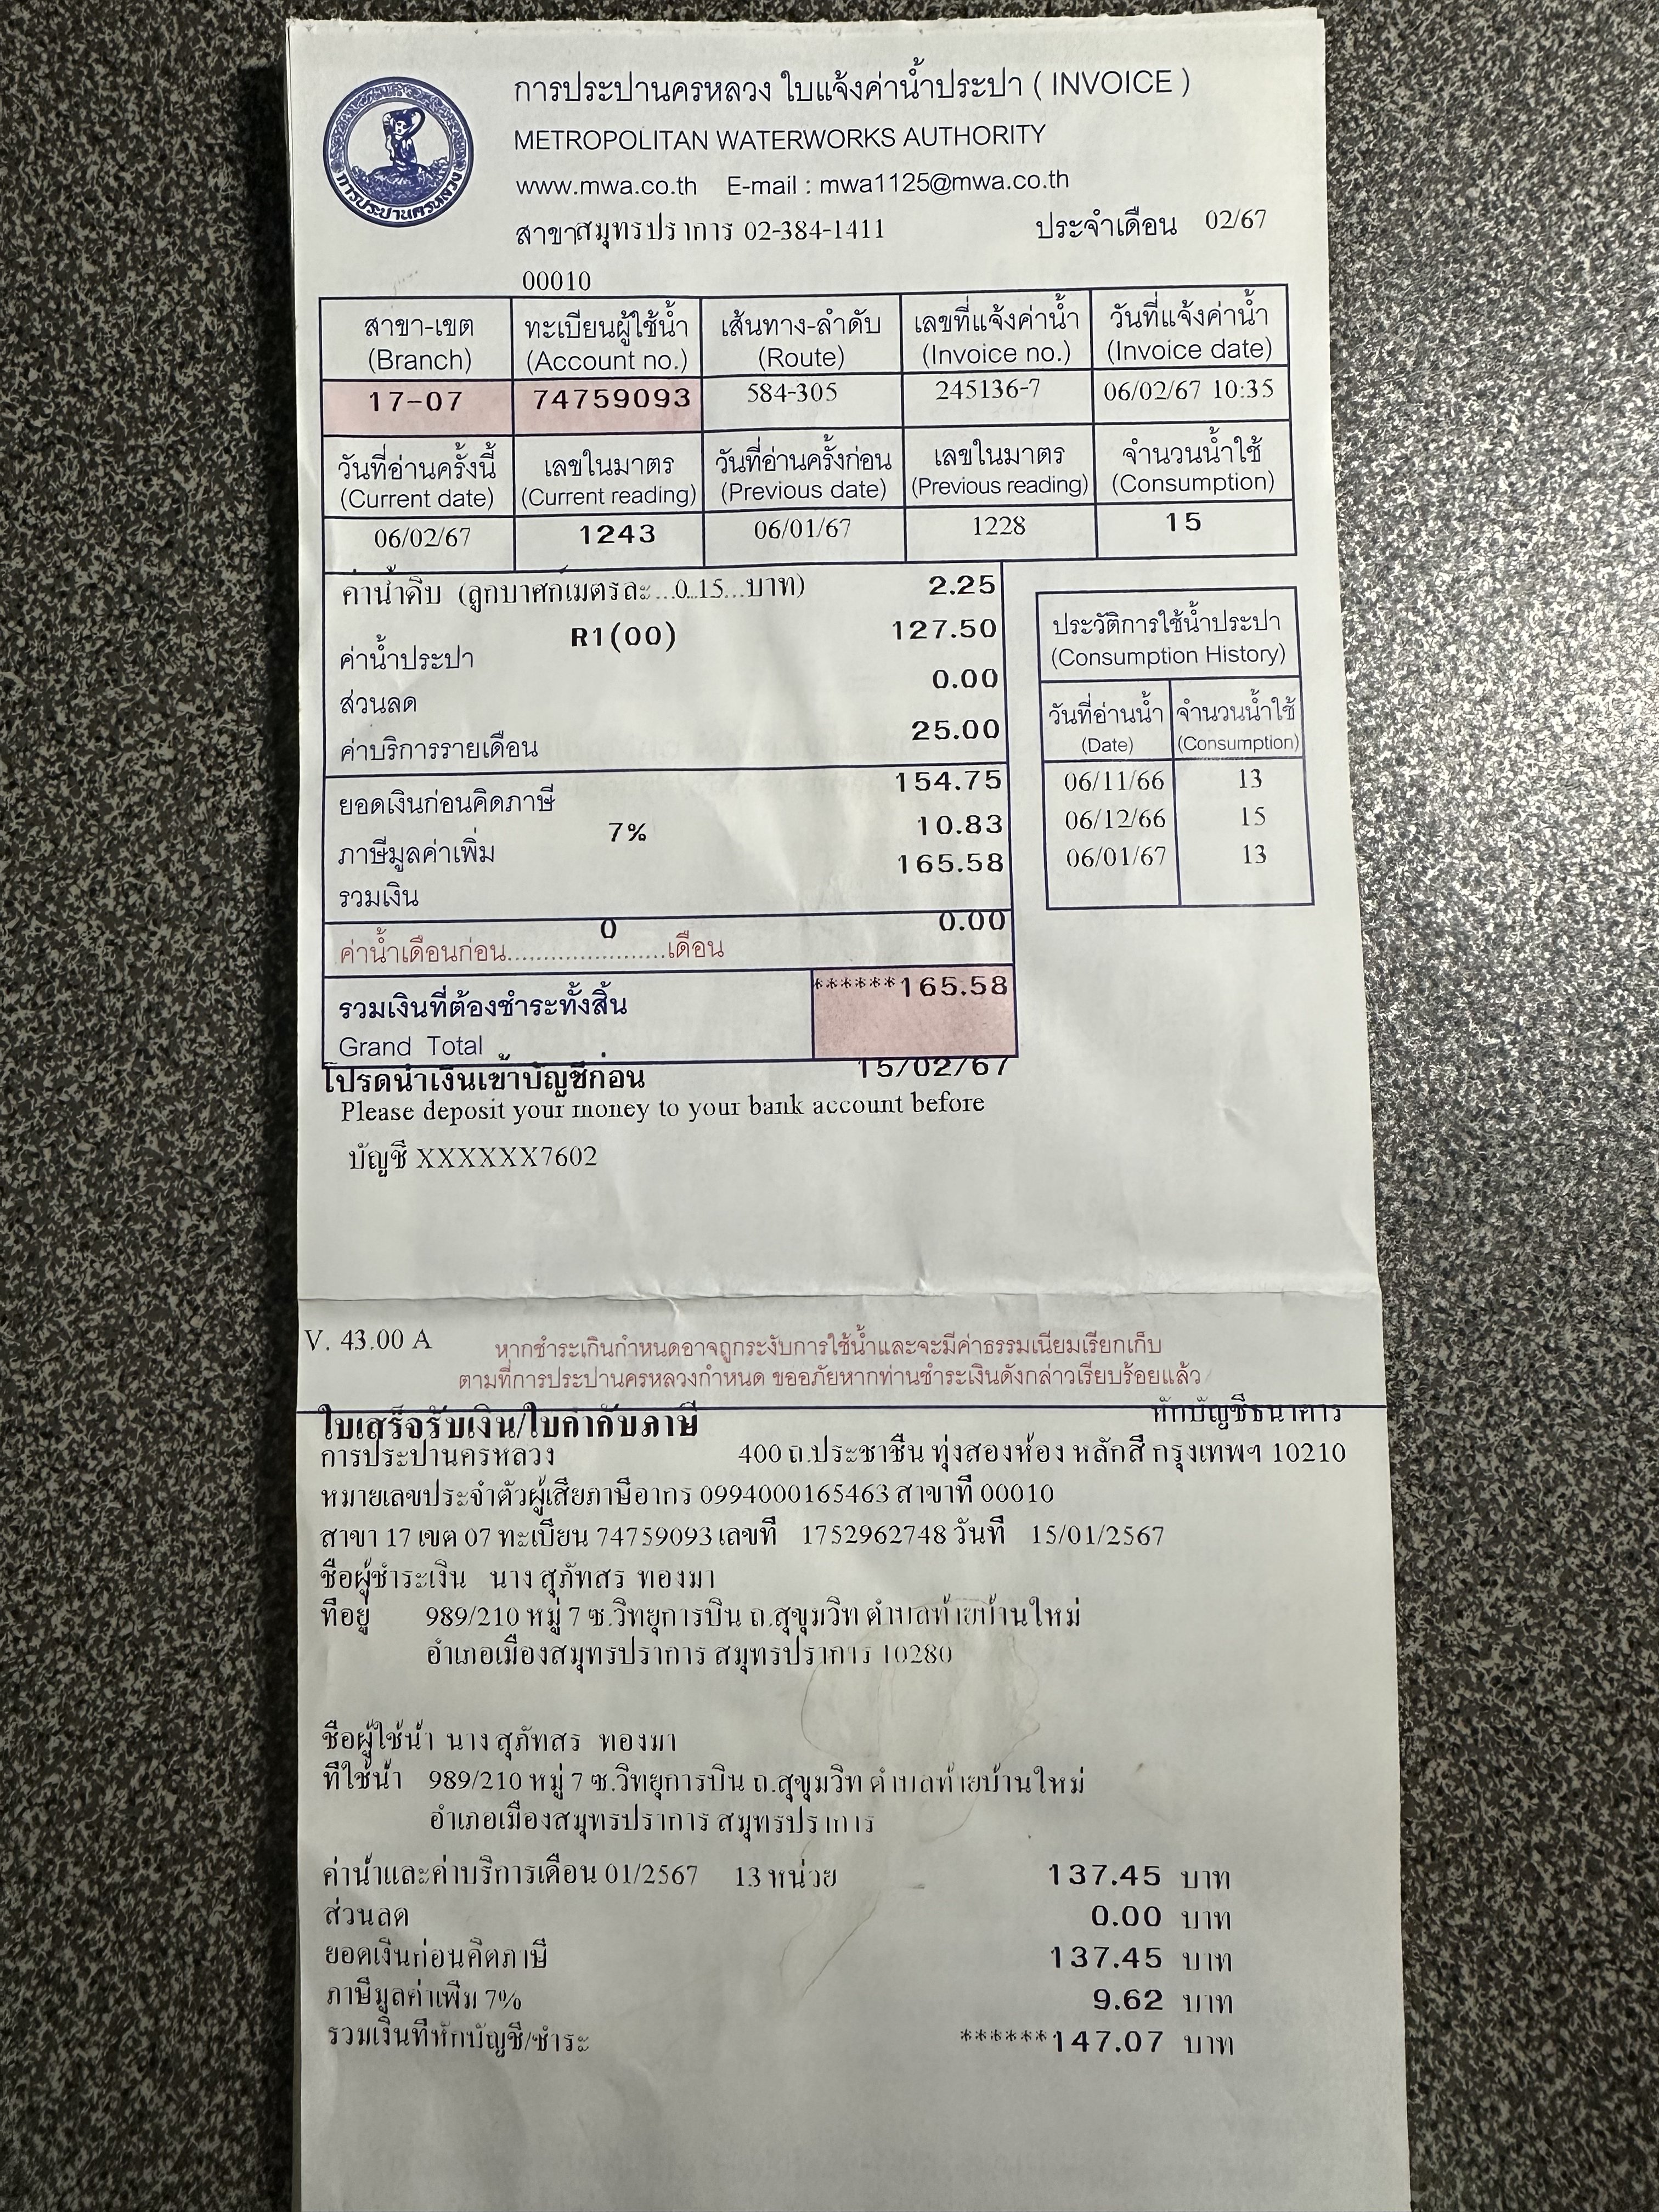 การประปานครหลวง ใบแจ้งค่าน้ำประปา ( INVOICE )
METROPOLITAN WATERWORKS AUTHORITY
www.mwa.co.th E-mail : mwa1125@mwa.co.th
สาขาสมุทรปราการ 02-384-1411 ประจำเดือน 02/67
00010
การประปานครหลวง
สาขา-เขต ทะเบียนผู้ใช้น้ำ เส้นทาง-ลำดับ เลขที่แจ้งค่าน้ำ วันที่แจ้งค่าน้ำ
(Branch) (Account no.) (Route) (Invoice no.) (Invoice date)
17-07 74759093 584-305 245136-7 06/02/67 10:35
วันที่อ่านครั้งนี้ เลขในมาตร วันที่อ่านครั้งก่อน เลขในมาตร จำนวนน้ำใช้
(Current date) (Current reading) (Previous date) (Previous reading) (Consumption)
06/02/67 1243 06/01/67 1228 15
ค่าน้ำดิบ (ลูกบาศก์เมตรละ...0.15...บาท) 2.25
ค่าน้ำประปา R1(00) 127.50
ส่วนลด 0.00
ค่าบริการรายเดือน 25.00
ยอดเงินก่อนคิดภาษี 154.75
ภาษีมูลค่าเพิ่ม 7% 10.83
รวมเงิน 165.58
ค่าน้ำเดือนก่อน..........0..........เดือน 0.00
รวมเงินที่ต้องชำระทั้งสิ้น ******165.58
Grand Total
ประวัติการใช้น้ำประปา
(Consumption History)
วันที่อ่านน้ำ จำนวนน้ำใช้
(Date) (Consumption)
06/11/66 13
06/12/66 15
06/01/67 13
โปรดนำเงินเข้าบัญชีก่อน 15/02/67
Please deposit your money to your bank account before
บัญชี XXXXXX7602
V. 43.00 A
หากชำระเกินกำหนดอาจถูกระงับการใช้น้ำและจะมีค่าธรรมเนียมเรียกเก็บ
ตามที่การประปานครหลวงกำหนด ขออภัยหากท่านชำระเงินดังกล่าวเรียบร้อยแล้ว
ใบเสร็จรับเงิน/ใบกำกับภาษี หักบัญชีธนาคาร
การประปานครหลวง 400 ถ.ประชาชื่น ทุ่งสองห้อง หลักสี่ กรุงเทพฯ 10210
หมายเลขประจำตัวผู้เสียภาษีอากร 0994000165463 สาขาที่ 00010
สาขา 17 เขต 07 ทะเบียน 74759093 เลขที่ 1752962748 วันที่ 15/01/2567
ชื่อผู้ชำระเงิน นาง สุภัทสร ทองมา
ที่อยู่ 989/210 หมู่ 7 ซ.วิทยุการบิน ถ.สุขุมวิท ตำบลท้ายบ้านใหม่
อำเภอเมืองสมุทรปราการ สมุทรปราการ 10280
ชื่อผู้ใช้น้ำ นาง สุภัทสร ทองมา
ที่ใช้น้ำ 989/210 หมู่ 7 ซ.วิทยุการบิน ถ.สุขุมวิท ตำบลท้ายบ้านใหม่
อำเภอเมืองสมุทรปราการ สมุทรปราการ
ค่าน้ำและค่าบริการเดือน 01/2567 13 หน่วย 137.45 บาท
ส่วนลด 0.00 บาท
ยอดเงินก่อนคิดภาษี 137.45 บาท
ภาษีมูลค่าเพิ่ม 7% 9.62 บาท
รวมเงินที่หักบัญชี/ชำระ ******147.07 บาท